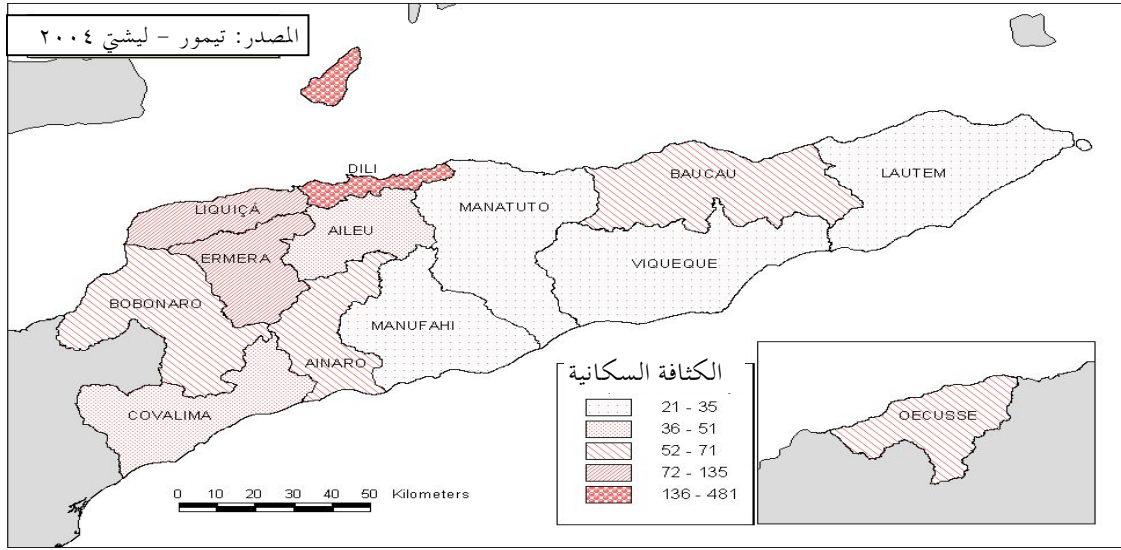 المصدر: تيمور - ليشتي ٢٠٠٤
DILI
BAUCAU
LAUTEM
MANATUTO
LIQUIÇÁ
AILEU
ERMERA
VIQUEQUE
BOBONARO
MANUFAHI
AINARO
COVALIMA
OECUSSE
الكثافة السكانية
21 - 35
36 - 51
52 - 71
72 - 135
136 - 481
0 10 20 30 40 50 Kilometers